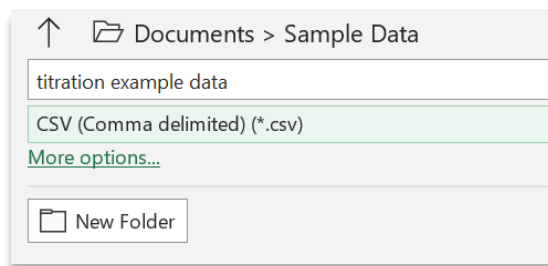 Documents > Sample Data
titration example data
CSV (Comma delimited) (*.csv)
More options...
New Folder